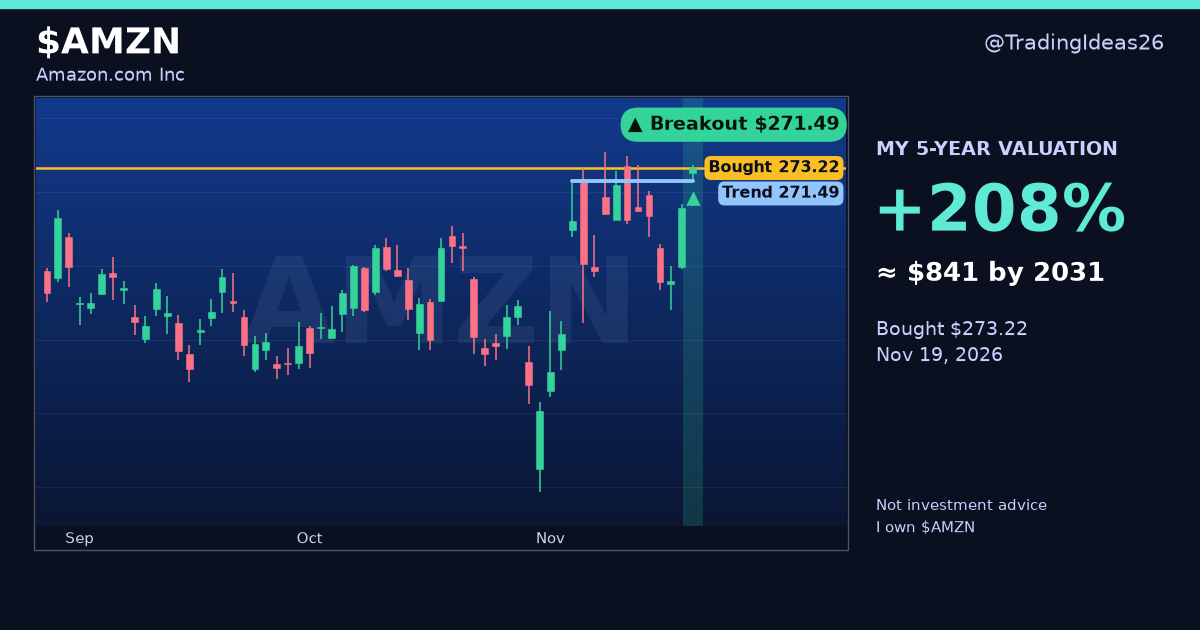 $AMZN
Amazon.com Inc
@TradingIdeas26
▲ Breakout $271.49
Bought 273.22
Trend 271.49
AMZN
Sep
Oct
Nov
MY 5-YEAR VALUATION
+208%
≈ $841 by 2031
Bought $273.22
Nov 19, 2026
Not investment advice
I own $AMZN